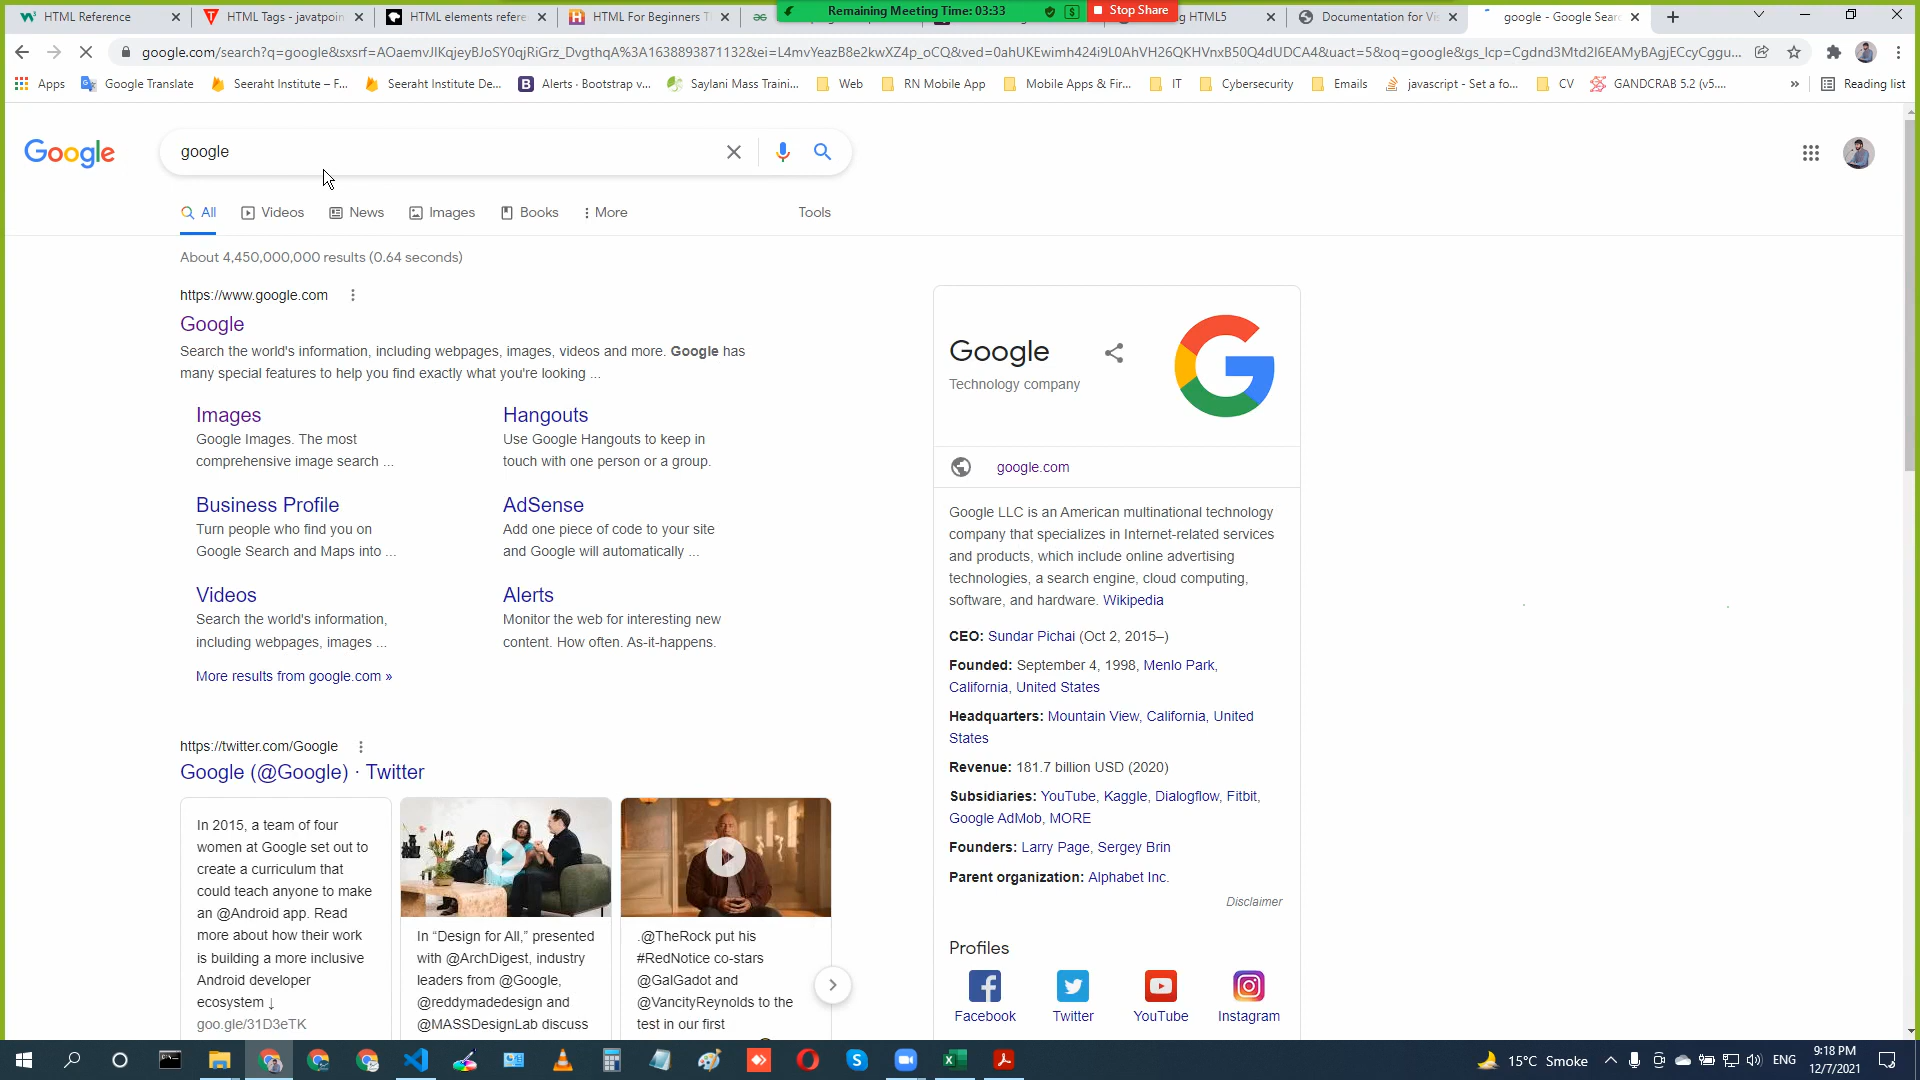 HTML Reference
HTML Tags - javatpoin
HTML elements refere
HTML For Beginners T
Remaining Meeting Time: 03:33
Stop Share
g HTML5
Documentation for Vis
google - Google Sear
google.com/search?q=google&sxsrf=AOaemvJIKqjeyBJoSY0qjRiGrz_DvgthqA%3A1638893871132&ei=L4mvYeazB8e2kwXZ4p_oCQ&ved=0ahUKEwimh424i9L0AhVH26QKHVnxB50Q4dUDCA4&uact=5&oq=google&gs_lcp=Cgdnd3Mtd2l6EAMyBAgjECcyCggu...
Apps
Google Translate
Seeraht Institute – F...
Seeraht Institute De...
Alerts · Bootstrap v...
Saylani Mass Traini...
Web
RN Mobile App
Mobile Apps & Fir...
IT
Cybersecurity
Emails
javascript - Set a fo...
CV
GANDCRAB 5.2 (v5....
»
Reading list
Google
google
All
Videos
News
Images
Books
More
Tools
About 4,450,000,000 results (0.64 seconds)
https://www.google.com
Google
Search the world's information, including webpages, images, videos and more. Google has
many special features to help you find exactly what you're looking ...
Images
Google Images. The most
comprehensive image search ...
Hangouts
Use Google Hangouts to keep in
touch with one person or a group.
Business Profile
Turn people who find you on
Google Search and Maps into ...
AdSense
Add one piece of code to your site
and Google will automatically ...
Videos
Search the world's information,
including webpages, images ...
Alerts
Monitor the web for interesting new
content. How often. As-it-happens.
More results from google.com »
https://twitter.com/Google
Google (@Google) · Twitter
In 2015, a team of four
women at Google set out to
create a curriculum that
could teach anyone to make
an @Android app. Read
more about how their work
is building a more inclusive
Android developer
ecosystem ↓
goo.gle/31D3eTK
In “Design for All,” presented
with @ArchDigest, industry
leaders from @Google,
@reddymadedesign and
@MASSDesignLab discuss
.@TheRock put his
#RedNotice co-stars
@GalGadot and
@VancityReynolds to the
test in our first
Google
Technology company
google.com
Google LLC is an American multinational technology
company that specializes in Internet-related services
and products, which include online advertising
technologies, a search engine, cloud computing,
software, and hardware. Wikipedia
CEO: Sundar Pichai (Oct 2, 2015–)
Founded: September 4, 1998, Menlo Park,
California, United States
Headquarters: Mountain View, California, United
States
Revenue: 181.7 billion USD (2020)
Subsidiaries: YouTube, Kaggle, Dialogflow, Fitbit,
Google AdMob, MORE
Founders: Larry Page, Sergey Brin
Parent organization: Alphabet Inc.
Disclaimer
Profiles
Facebook
Twitter
YouTube
Instagram
15°C Smoke
ENG
9:18 PM
12/7/2021